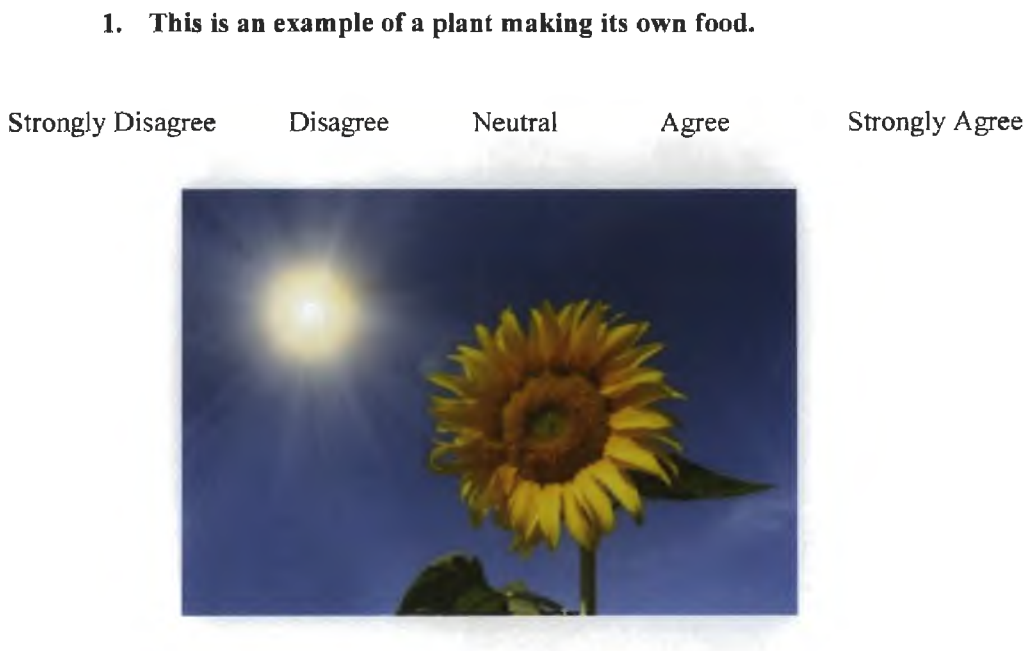 1. This is an example of a plant making its own food.
Strongly Disagree Disagree Neutral Agree Strongly Agree